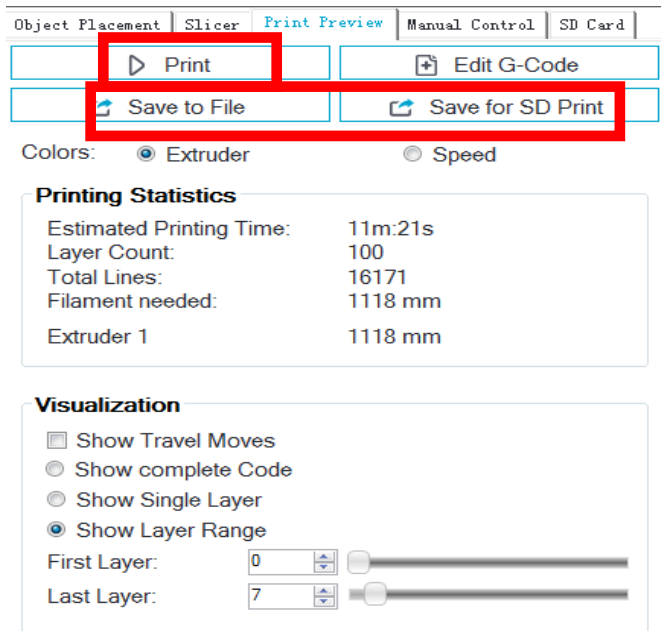 Object Placement Slicer Print Preview Manual Control SD Card
Print Edit G-Code
Save to File Save for SD Print
Colors: Extruder Speed
Printing Statistics
Estimated Printing Time: 11m:21s
Layer Count: 100
Total Lines: 16171
Filament needed: 1118 mm
Extruder 1 1118 mm
Visualization
Show Travel Moves
Show complete Code
Show Single Layer
Show Layer Range
First Layer: 0
Last Layer: 7